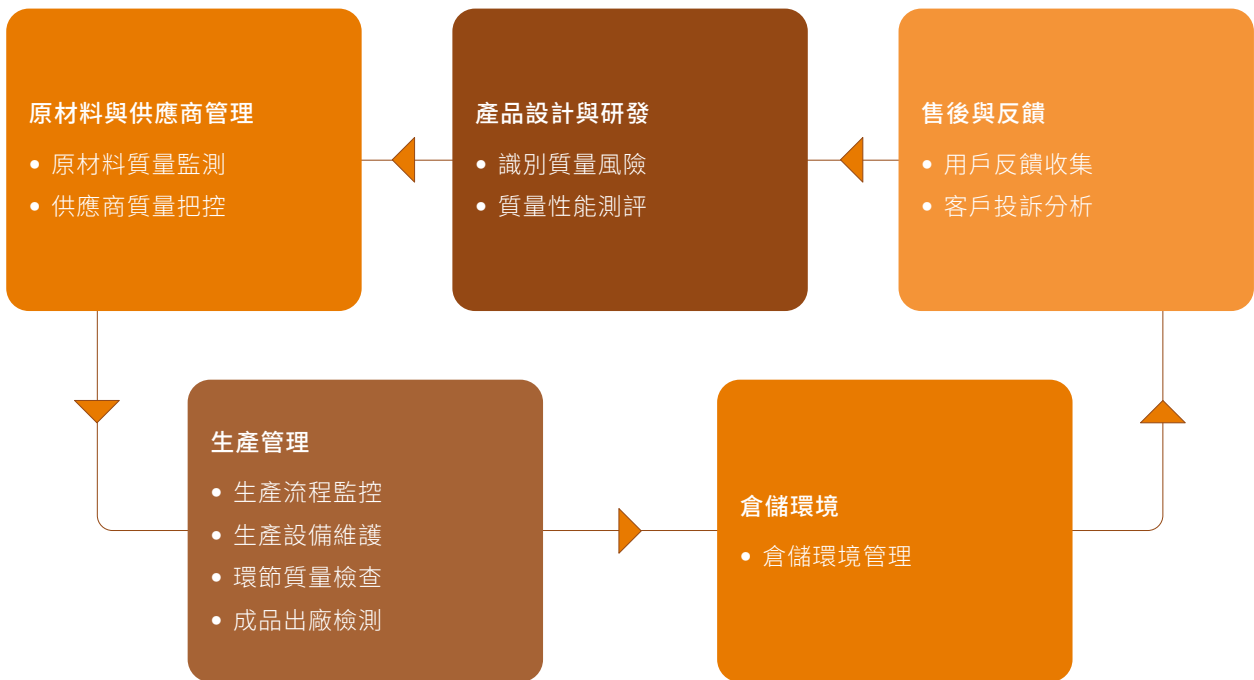 原材料與供應商管理
• 原材料質量監測
• 供應商質量把控
產品設計與研發
• 識別質量風險
• 質量性能測評
售後與反饋
• 用戶反饋收集
• 客戶投訴分析
生產管理
• 生產流程監控
• 生產設備維護
• 環節質量檢查
• 成品出廠檢測
倉儲環境
• 倉儲環境管理